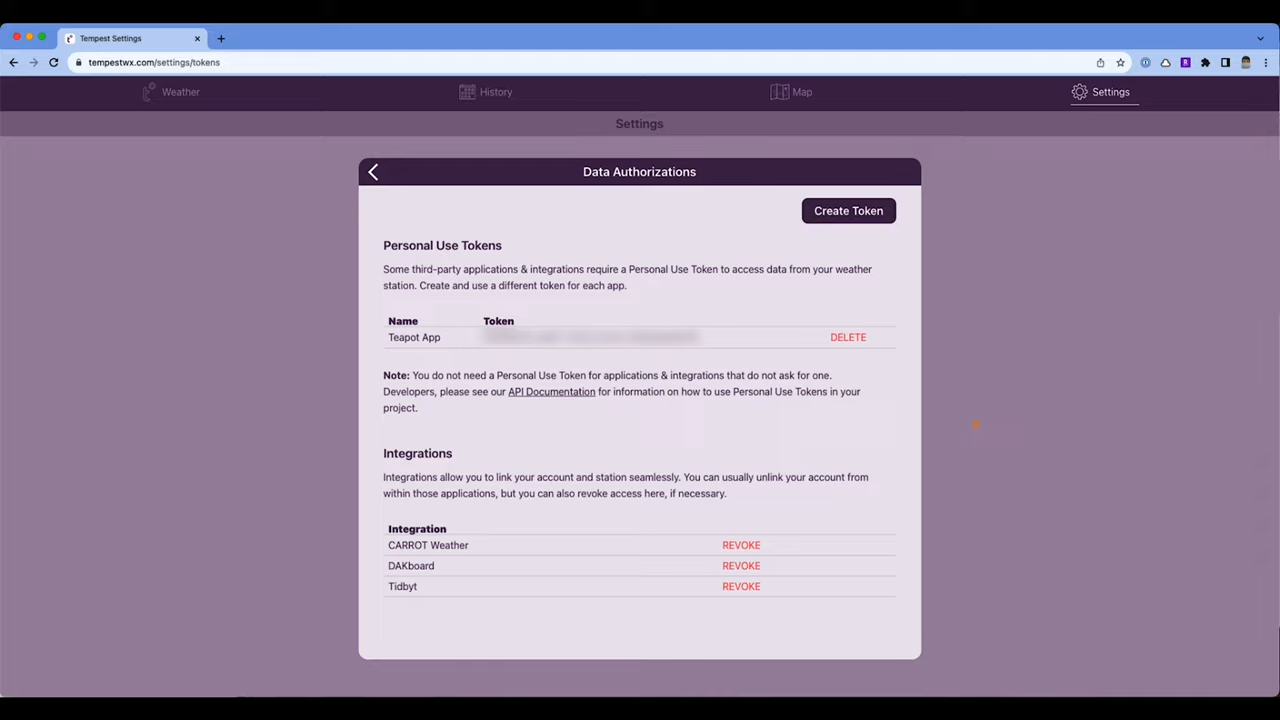 Tempest Settings
tempestwx.com/settings/tokens
Weather
History
Map
Settings
Settings
Data Authorizations
Create Token
Personal Use Tokens
Some third-party applications & integrations require a Personal Use Token to access data from your weather
station. Create and use a different token for each app.
Name Token
Teapot App DELETE
Note: You do not need a Personal Use Token for applications & integrations that do not ask for one.
Developers, please see our API Documentation for information on how to use Personal Use Tokens in your
project.
Integrations
Integrations allow you to link your account and station seamlessly. You can usually unlink your account from
within those applications, but you can also revoke access here, if necessary.
Integration
CARROT Weather REVOKE
DAKboard REVOKE
Tidbyt REVOKE